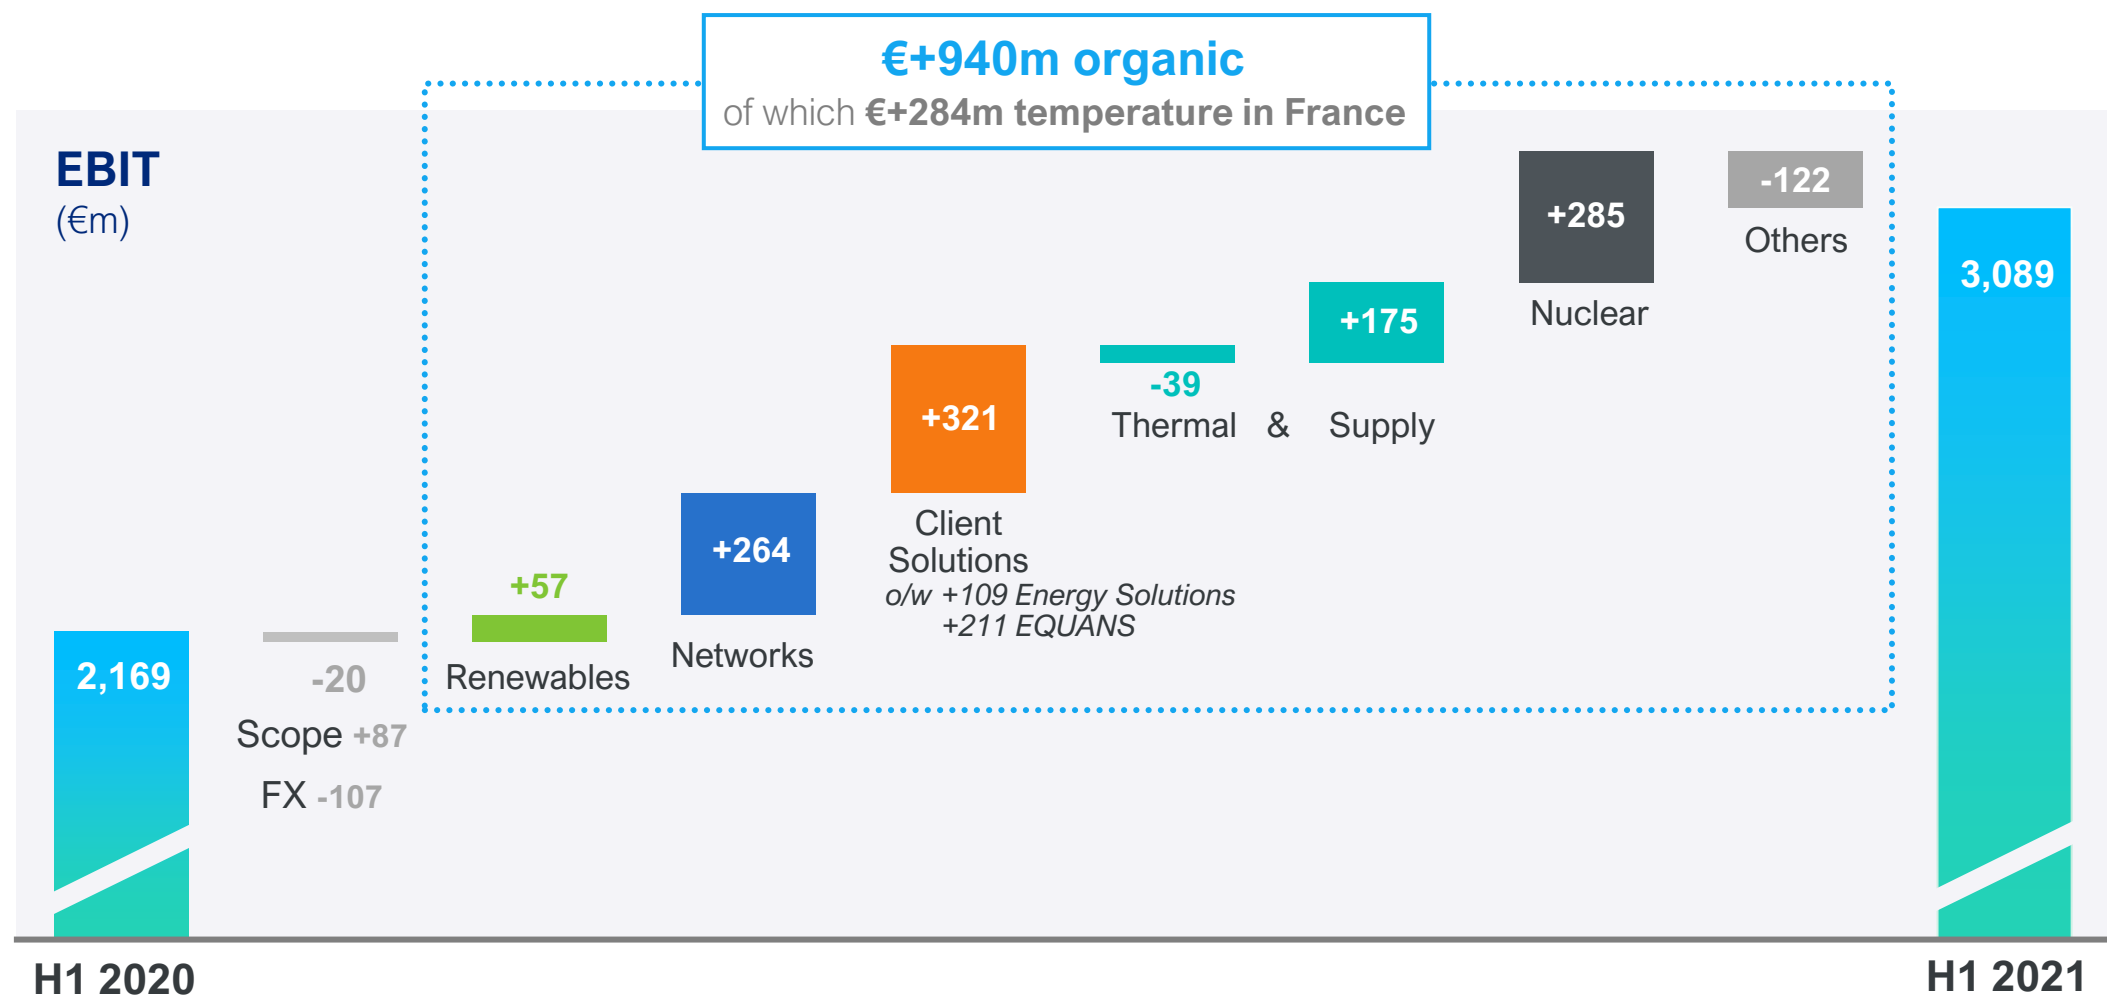 €+940m organic
of which €+284m temperature in France
EBIT
(€m)
2,169
-20
Scope +87
FX -107
+57
Renewables
+264
Networks
+321
Client
Solutions
o/w +109 Energy Solutions
+211 EQUANS
-39
+175
Thermal & Supply
+285
Nuclear
-122
Others
3,089
H1 2020
H1 2021